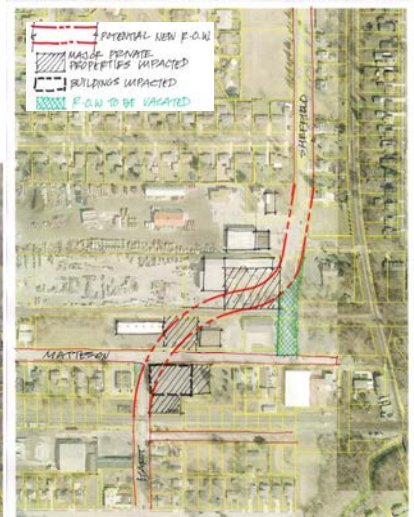 POTENTIAL NEW R.O.W.
MAJOR PRIVATE
PROPERTIES IMPACTED
BUILDINGS IMPACTED
R.O.W TO BE VACATED
SHEFFIELD
MATTESON